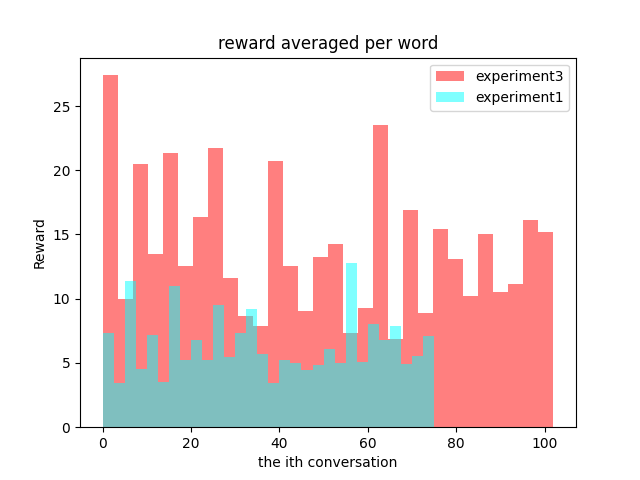 reward averaged per word
experiment3
experiment1
Reward
25
20
15
10
5
0
0 20 40 60 80 100
the ith conversation